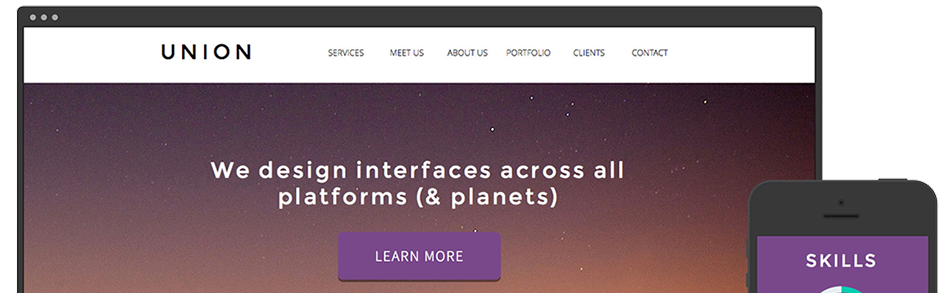 UNION
SERVICES MEET US ABOUT US PORTFOLIO CLIENTS CONTACT
We design interfaces across all
platforms (& planets)
LEARN MORE
SKILLS